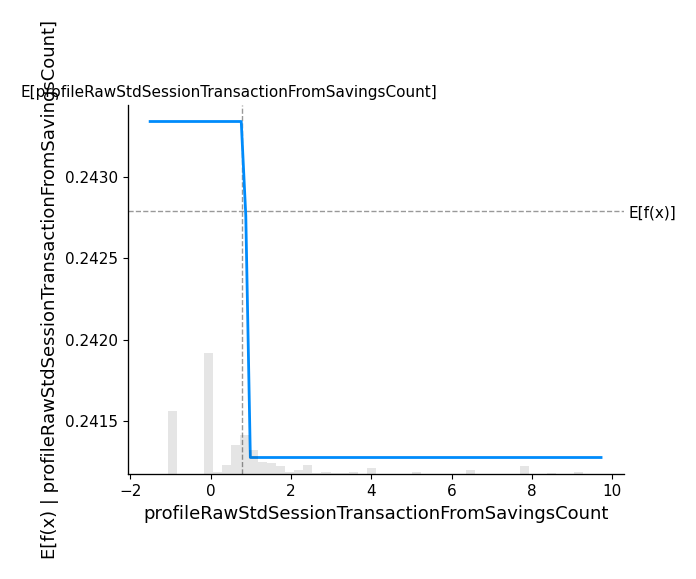 E[profileRawStdSessionTransactionFromSavingsCount]
E[f(x) | profileRawStdSessionTransactionFromSavingsCount]
0.2430
0.2425
0.2420
0.2415
E[f(x)]
−2
0
2
4
6
8
10
profileRawStdSessionTransactionFromSavingsCount